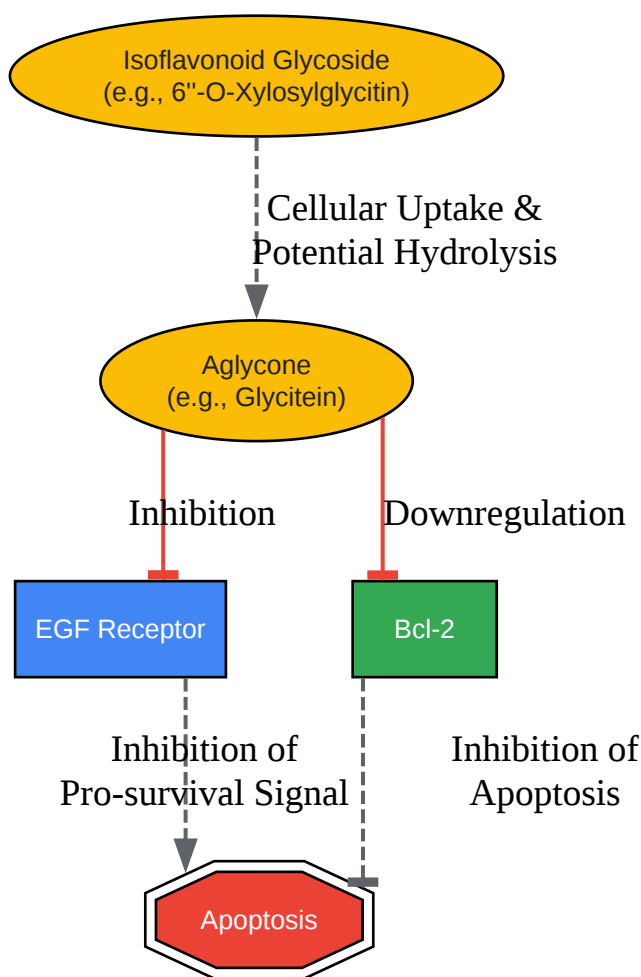 Isoflavonoid Glycoside
(e.g., 6"-O-Xylosylglycitin)
Cellular Uptake &
Potential Hydrolysis
Aglycone
(e.g., Glycitein)
Inhibition
Downregulation
EGF Receptor
Bcl-2
Inhibition of
Pro-survival Signal
Inhibition of
Apoptosis
Apoptosis